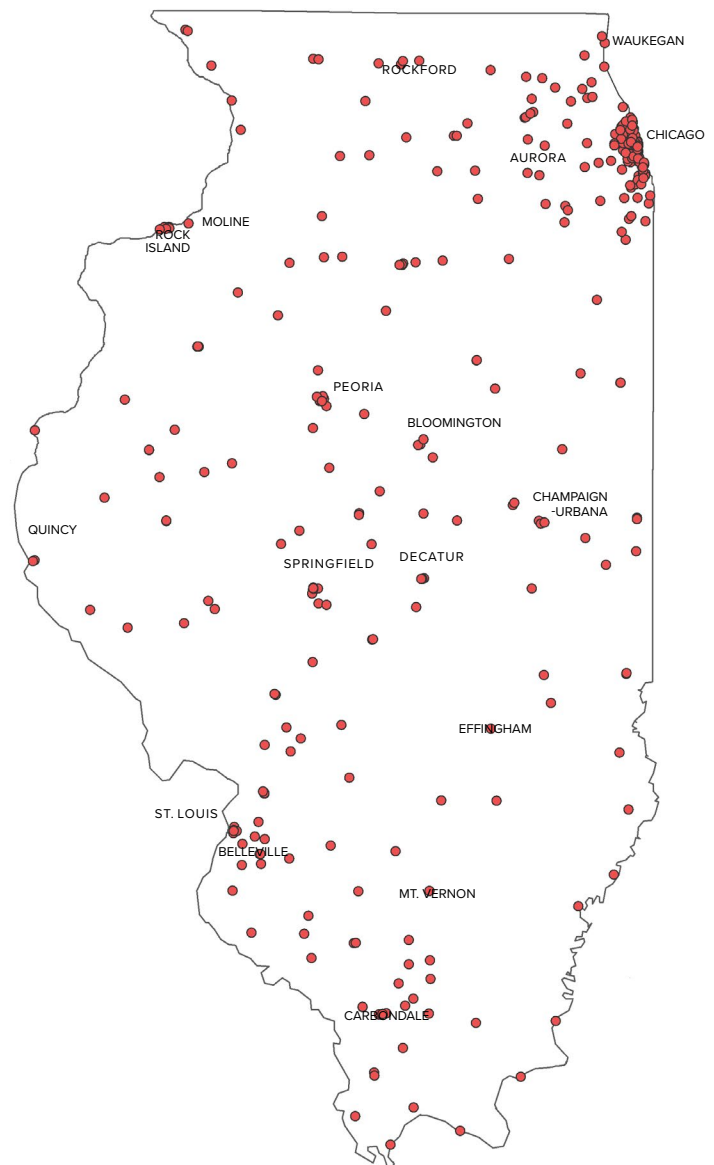 WAUKEGAN
ROCKFORD
CHICAGO
AURORA
MOLINE
ROCK
ISLAND
PEORIA
BLOOMINGTON
CHAMPAIGN
-URBANA
QUINCY
DECATUR
SPRINGFIELD
EFFINGHAM
ST. LOUIS
BELLEVILLE
MT. VERNON
CARBONDALE